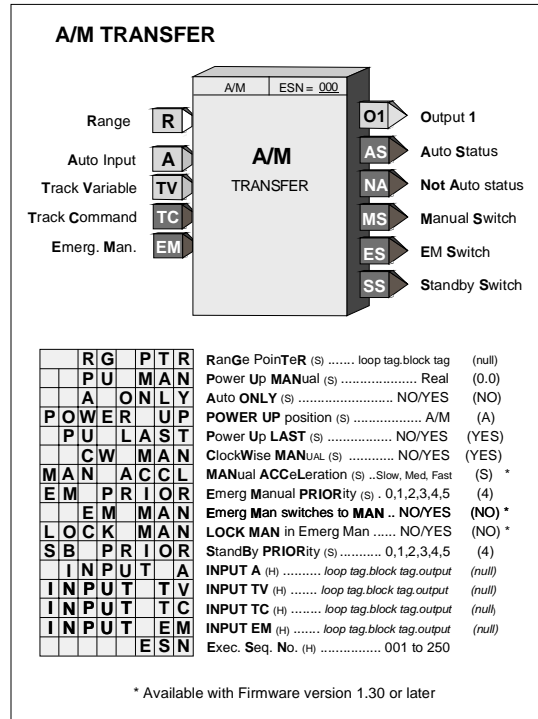 A/M TRANSFER
A/M ESN = 000
Range R O1 Output 1
Auto Input A A/M AS Auto Status
Track Variable TV TRANSFER NA Not Auto status
Track Command TC MS Manual Switch
Emerg. Man. EM ES EM Switch
SS Standby Switch
RG PTR RanGe PoinTeR (S) ....... loop tag.block tag (null)
PU MAN Power Up MANual (S) .................... Real (0.0)
A ONLY Auto ONLY (S) ........................ NO/YES (NO)
POWER UP POWER UP position (S) .................. A/M (A)
PU LAST Power Up LAST (S) ................. NO/YES (YES)
CW MAN ClockWise MANUAL (S) .............. NO/YES (YES)
MAN ACCL MANual ACCeLeration (S) ..Slow, Med, Fast (S) *
EM PRIOR Emerg Manual PRIORity (S) . 0,1,2,3,4,5 (4)
EM MAN Emerg Man switches to MAN .. NO/YES (NO) *
LOCK MAN LOCK MAN in Emerg Man ...... NO/YES (NO) *
SB PRIOR StandBy PRIORity (S) ........... 0,1,2,3,4,5 (4)
INPUT A INPUT A (H) .......... loop tag.block tag.output (null)
INPUT TV INPUT TV (H) ........ loop tag.block tag.output (null)
INPUT TC INPUT TC (H) ........ loop tag.block tag.output (null)
INPUT EM INPUT EM (H) ....... loop tag.block tag.output (null)
ESN Exec. Seq. No. (H) ................ 001 to 250
* Available with Firmware version 1.30 or later